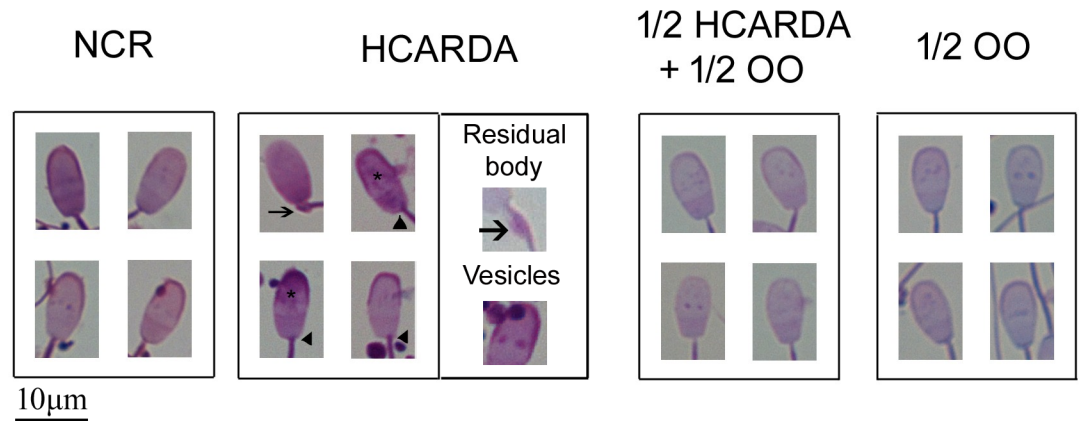 NCR
HCARDA
1/2 HCARDA
+ 1/2 OO
1/2 OO
Residual
body
Vesicles
*
*
10µm